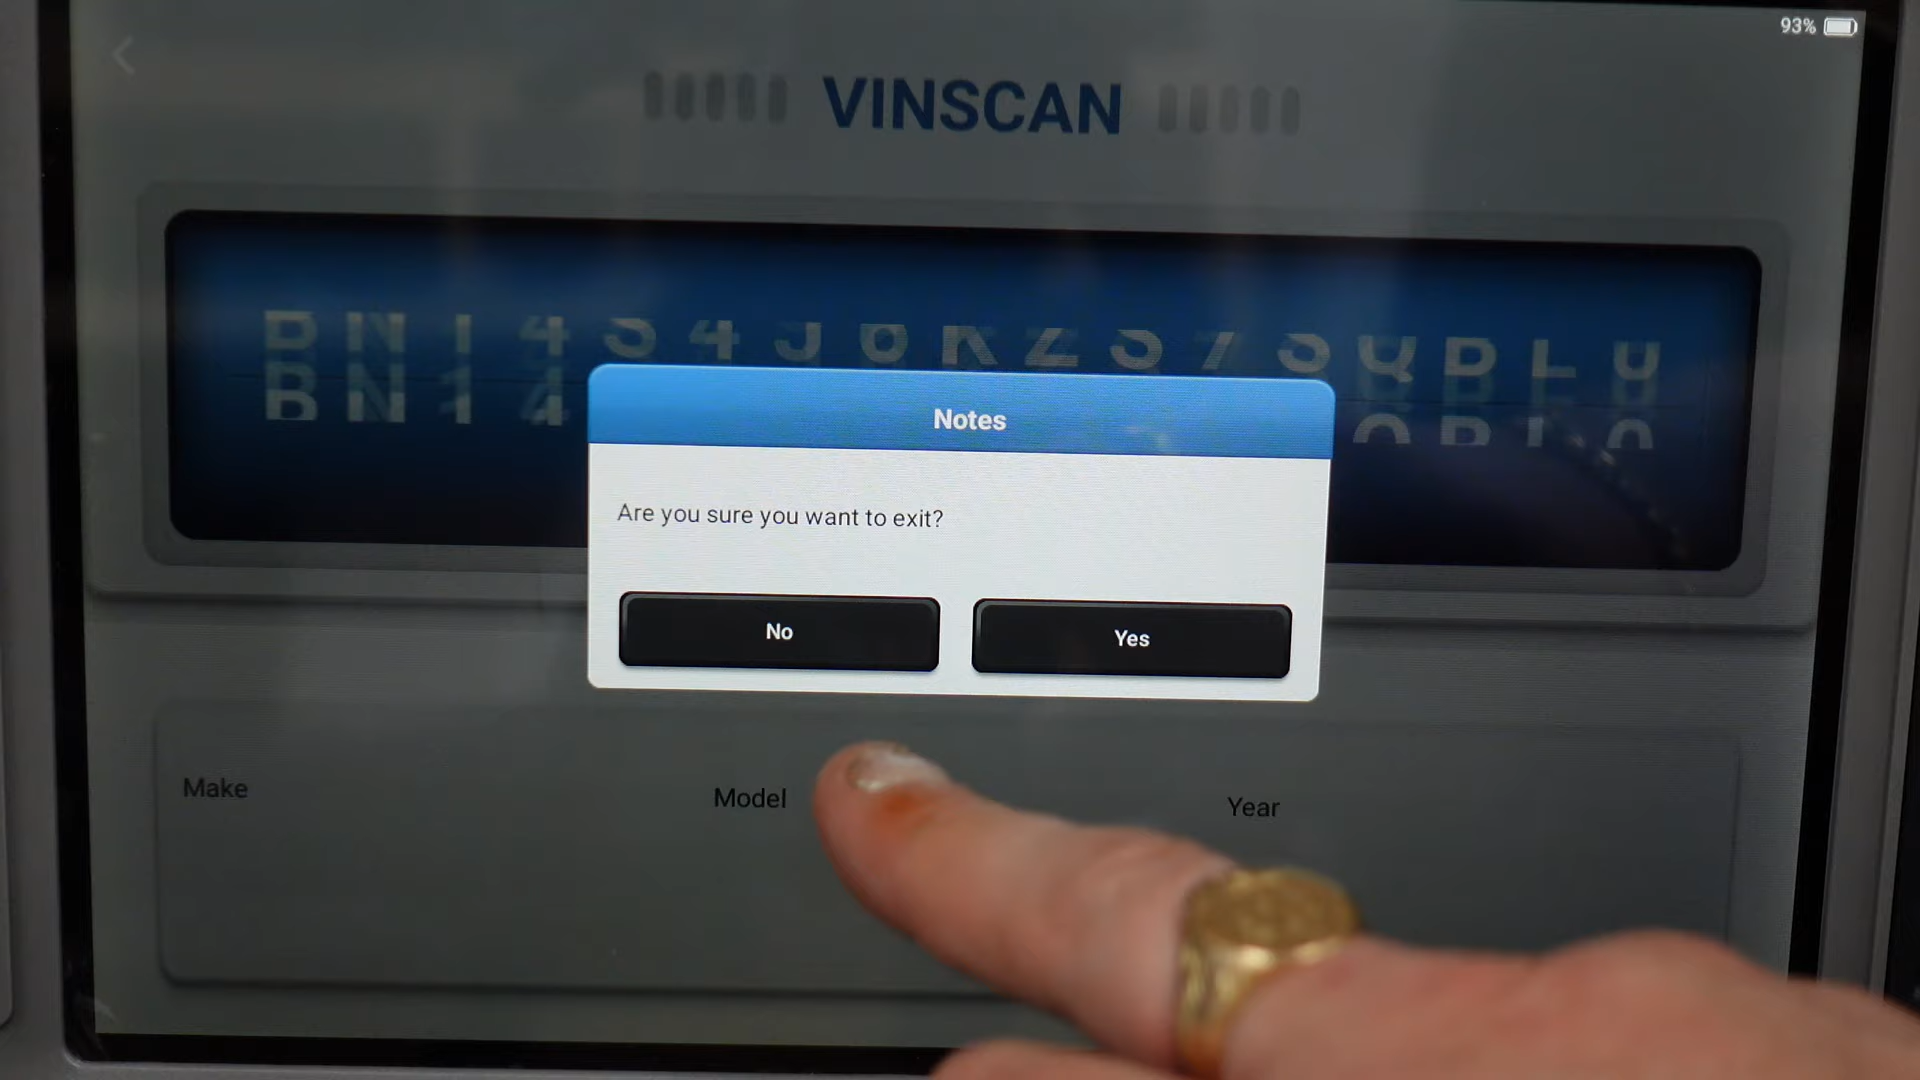 93%
VINSCAN
Notes
Are you sure you want to exit?
No
Yes
Make
Model
Year